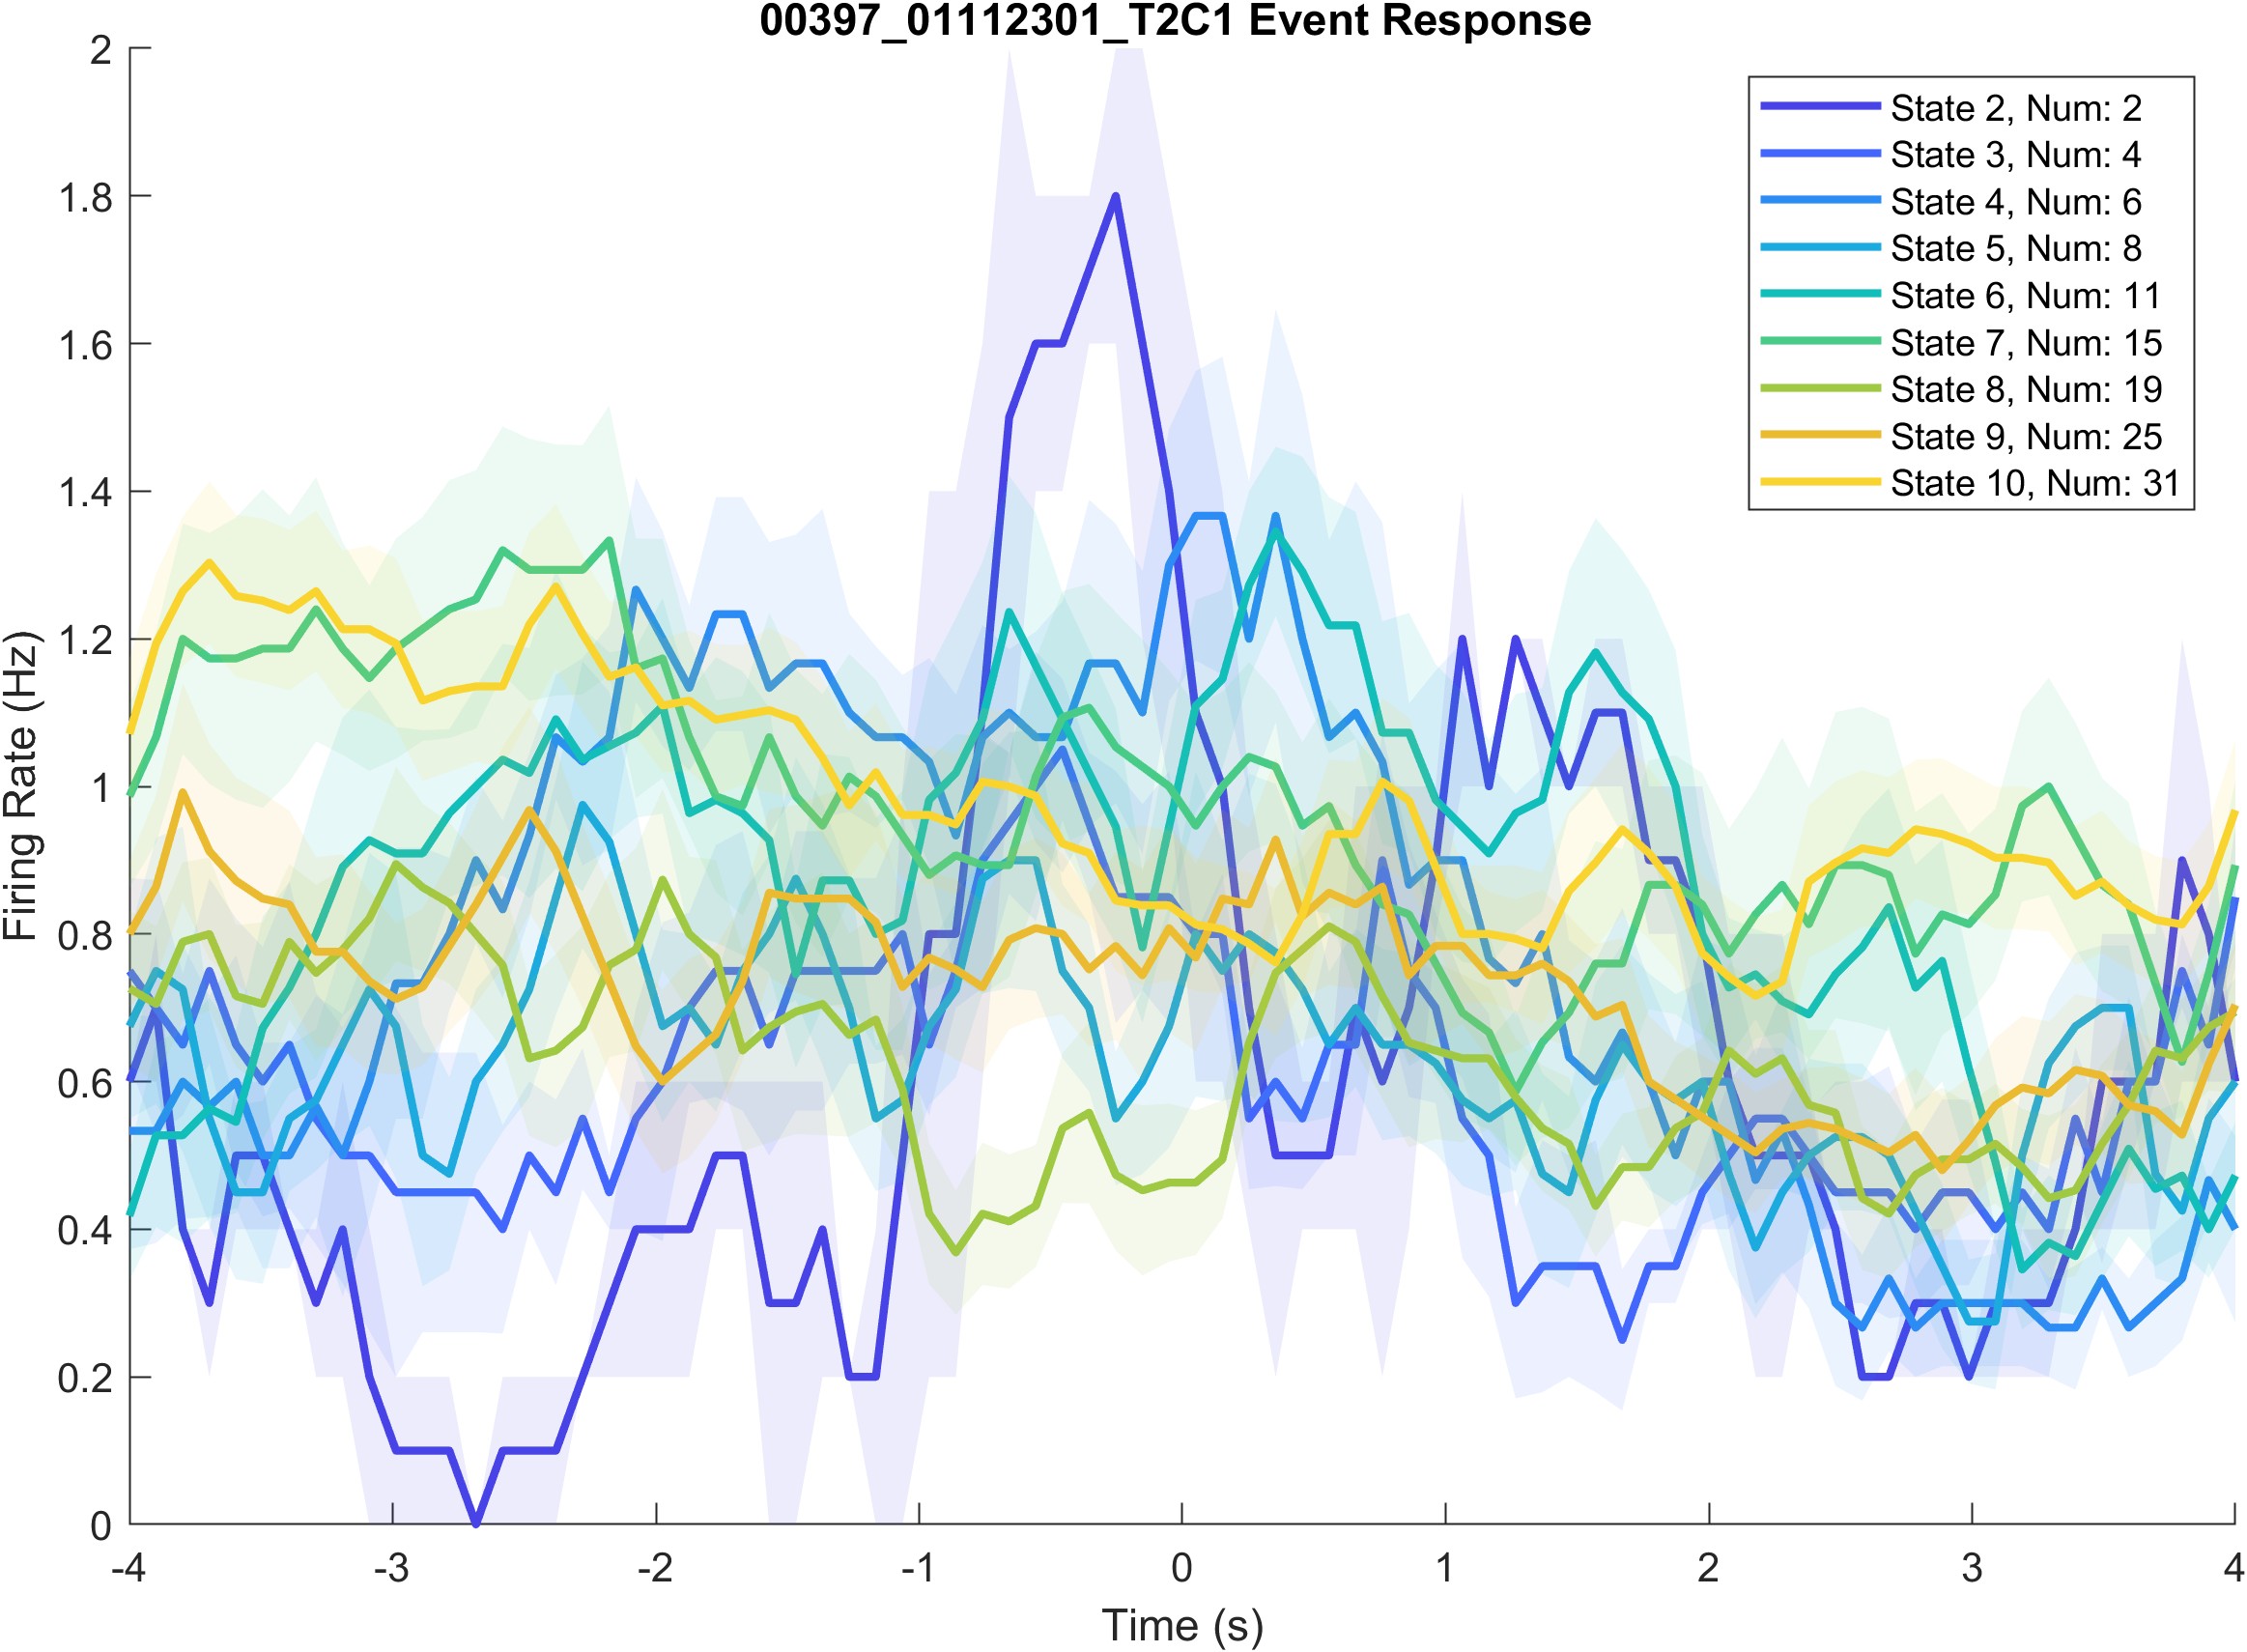 00397_01112301_T2C1 Event Response
State 2, Num: 2
State 3, Num: 4
State 4, Num: 6
State 5, Num: 8
State 6, Num: 11
State 7, Num: 15
State 8, Num: 19
State 9, Num: 25
State 10, Num: 31
Firing Rate (Hz)
2
1.8
1.6
1.4
1.2
1
0.8
0.6
0.4
0.2
0
-4 -3 -2 -1 0 1 2 3 4
Time (s)